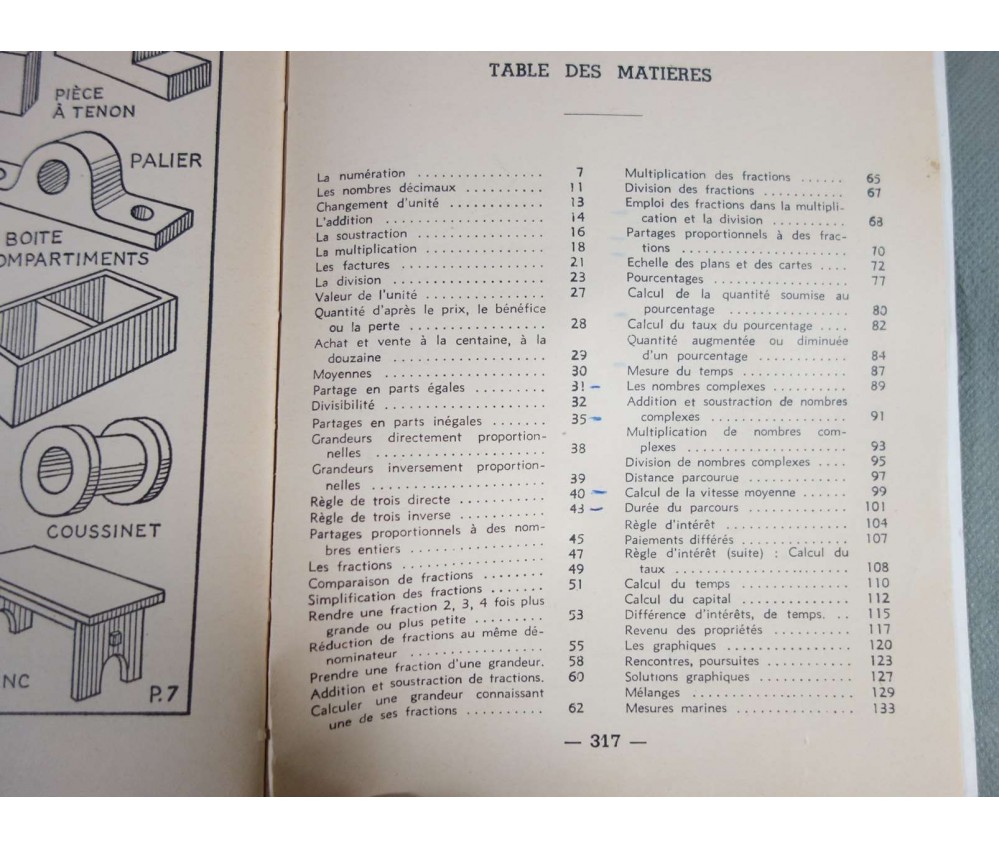 PIÈCE
À TENON
PALIER
BOITE
OMPARTIMENTS
COUSSINET
NC
P.7
TABLE DES MATIÈRES
La numération .......... 7
Les nombres décimaux .......... 11
Changement d'unité ............ 13
L'addition .................... 14
La soustraction ................ 16
La multiplication ................ 18
Les factures .................. 21
La division .................... 23
Valeur de l'unité ............... 27
Quantité d'après le prix, le bénéfice
ou la perte ................. 28
Achat et vente à la centaine, à la
douzaine ................... 29
Moyennes .................... 30
Partage en parts égales ......... 31
Divisibilité .................... 32
Partages en parts inégales ....... 35
Grandeurs directement proportion-
nelles ..................... 38
Grandeurs inversement proportion-
nelles ...................... 39
Règle de trois directe ........... 40
Règle de trois inverse ........... 43
Partages proportionnels à des nom-
bres entiers ................. 45
Les fractions ................... 47
Comparaison de fractions ........ 49
Simplification des fractions ....... 51
Rendre une fraction 2, 3, 4 fois plus
grande ou plus petite ......... 53
Réduction de fractions au même dé-
nominateur ................. 55
Prendre une fraction d'une grandeur. 58
Addition et soustraction de fractions. 60
Calculer une grandeur connaissant
une de ses fractions .......... 62
Multiplication des fractions ...... 65
Division des fractions .......... 67
Emploi des fractions dans la multipli-
cation et la division .......... 68
Partages proportionnels à des frac-
tions ..................... 70
Echelle des plans et des cartes .... 72
Pourcentages .................. 77
Calcul de la quantité soumise au
pourcentage ................ 80
Calcul du taux du pourcentage .... 82
Quantité augmentée ou diminuée
d'un pourcentage ............ 84
Mesure du temps .............. 87
Les nombres complexes .......... 89
Addition et soustraction de nombres
complexes .................. 91
Multiplication de nombres com-
plexes ..................... 93
Division de nombres complexes .... 95
Distance parcourue ............. 97
Calcul de la vitesse moyenne ...... 99
Durée du parcours ............. 101
Règle d'intérêt ................ 104
Paiements différés .............. 107
Règle d'intérêt (suite) : Calcul du
taux ...................... 108
Calcul du temps ............... 110
Calcul du capital .............. 112
Différence d'intérêts, de temps. .. 115
Revenu des propriétés .......... 117
Les graphiques ................ 120
Rencontres, poursuites ........... 123
Solutions graphiques ............ 127
Mélanges ..................... 129
Mesures marines ............... 133
— 317 —